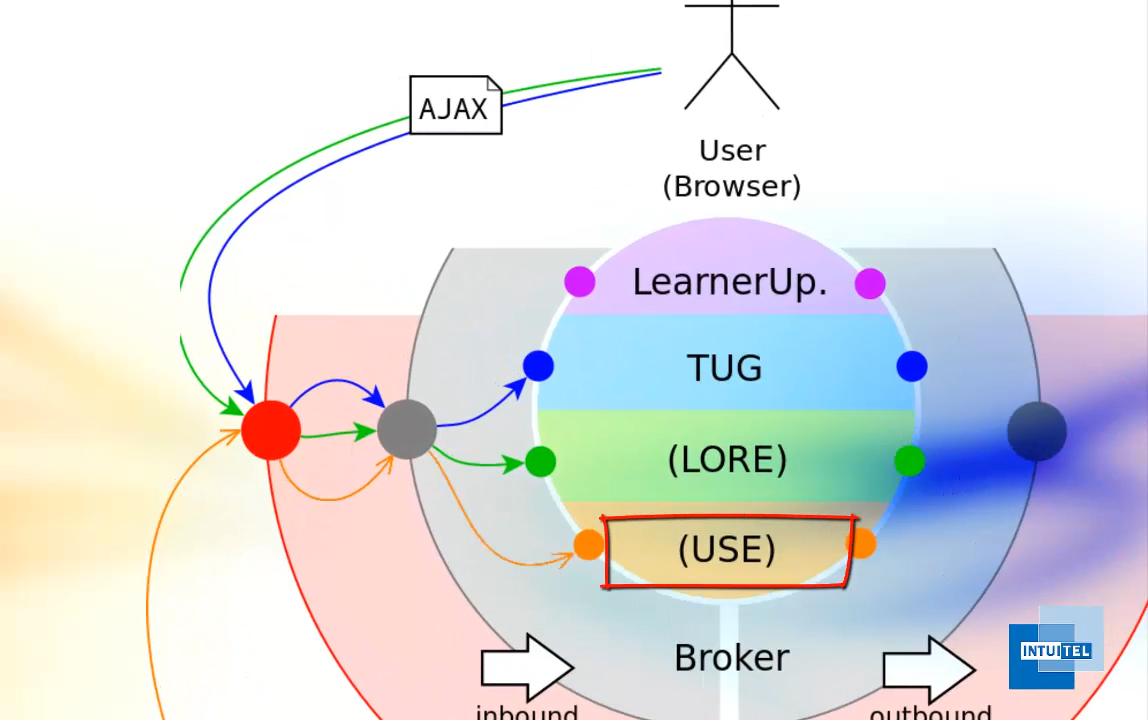 AJAX
User
(Browser)
LearnerUp.
TUG
(LORE)
(USE)
Broker
INTUITEL
inbound
outbound